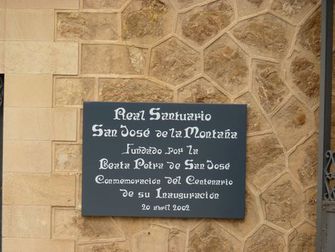 Real Santuario
San José de la Montaña
Fundado por la
Beata Petra de San José
Conmemoración del Centenario
de su Inauguración
20 abril 2002